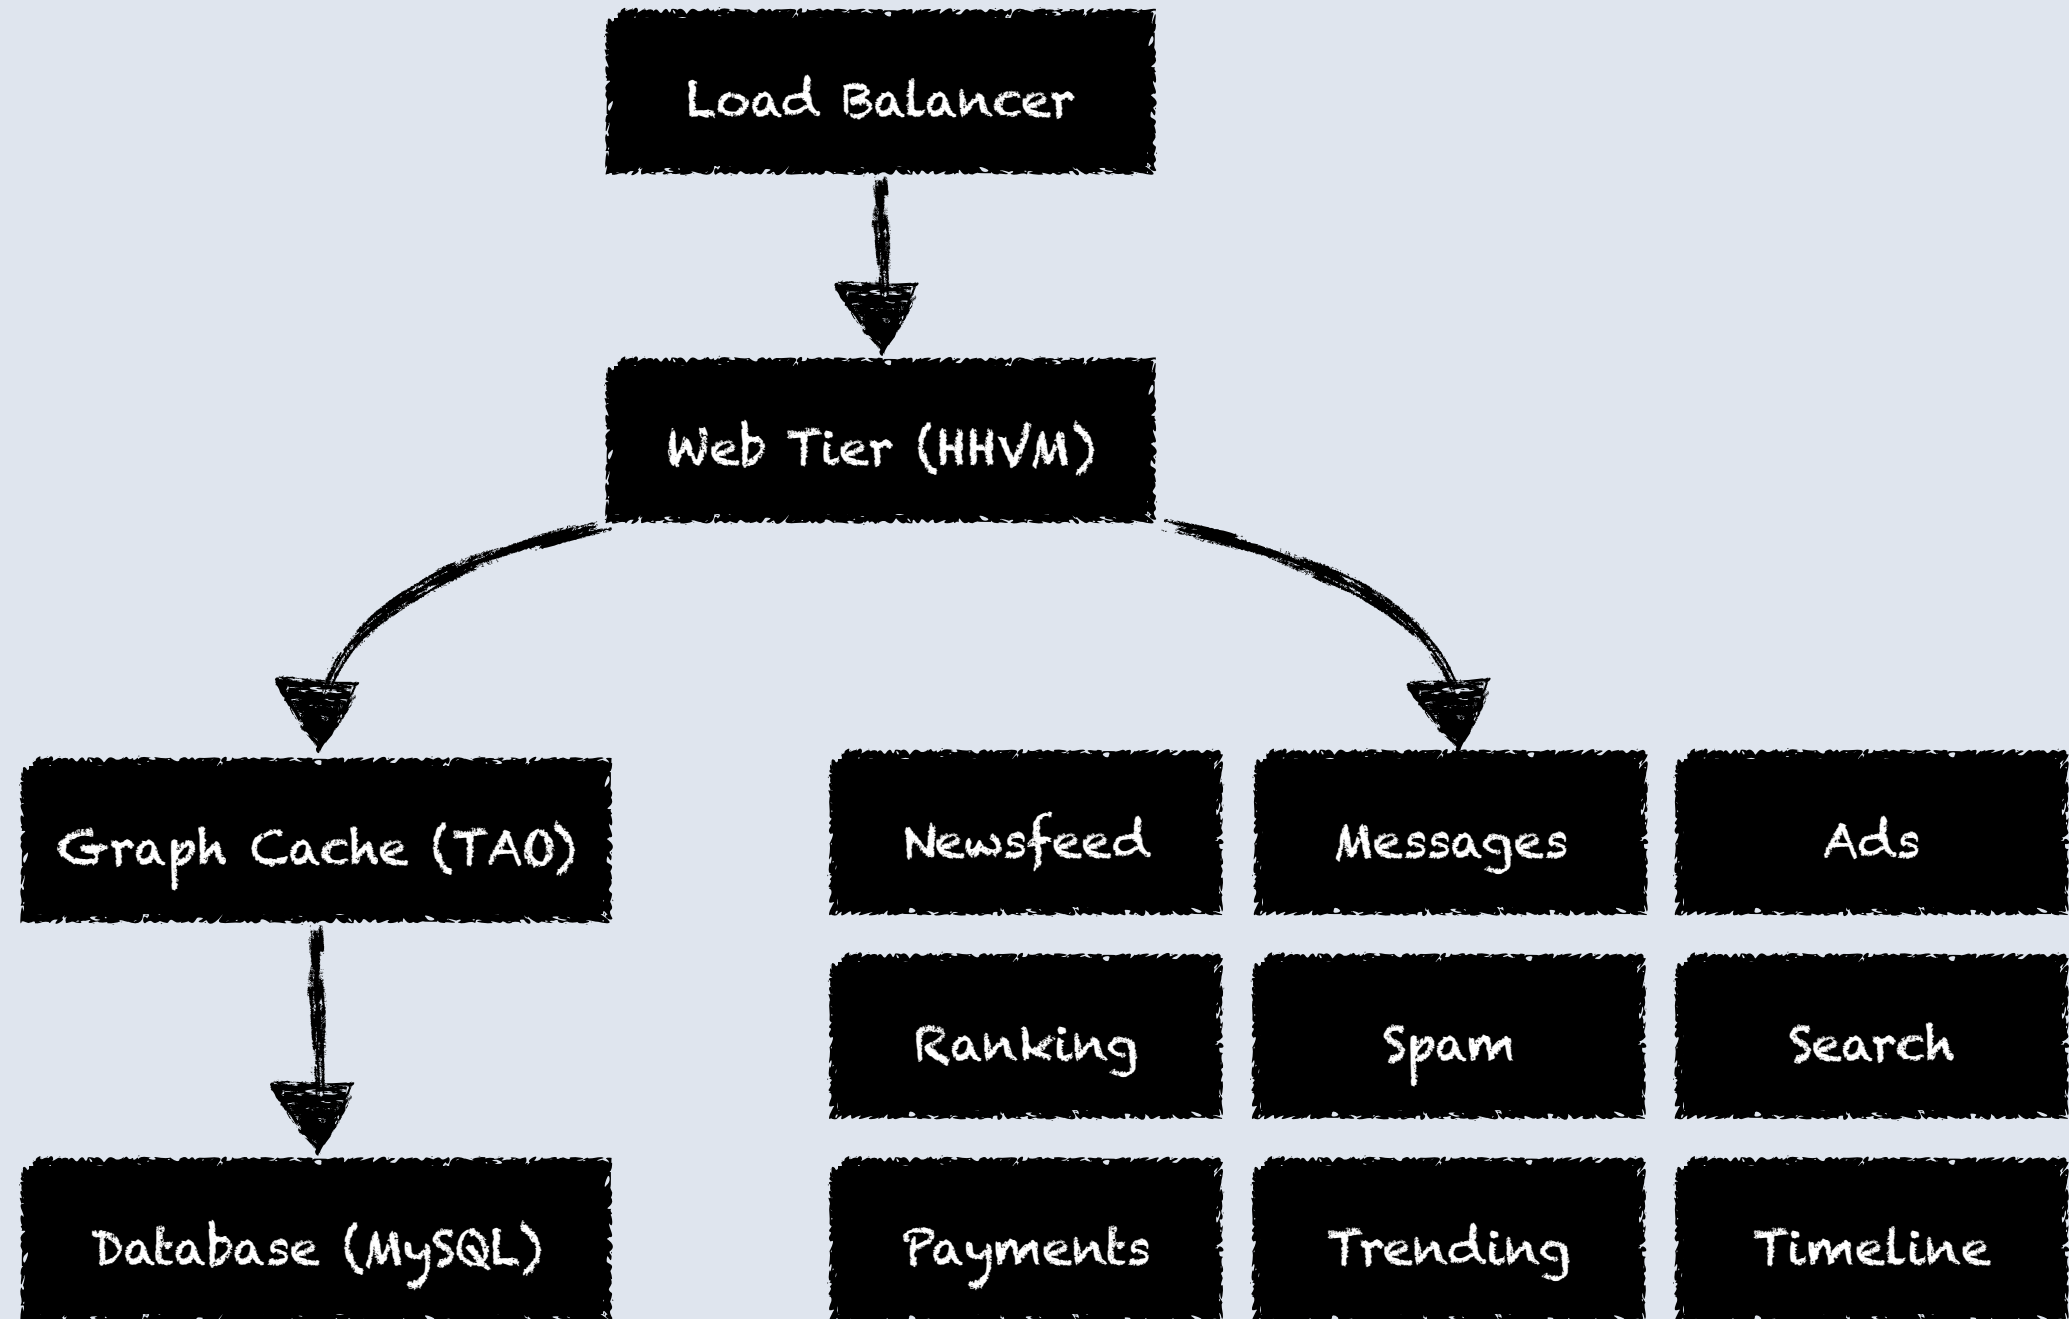 Load Balancer
Web Tier (HHVM)
Graph Cache (TAO)
Newsfeed
Messages
Ads
Ranking
Spam
Search
Database (MySQL)
Payments
Trending
Timeline